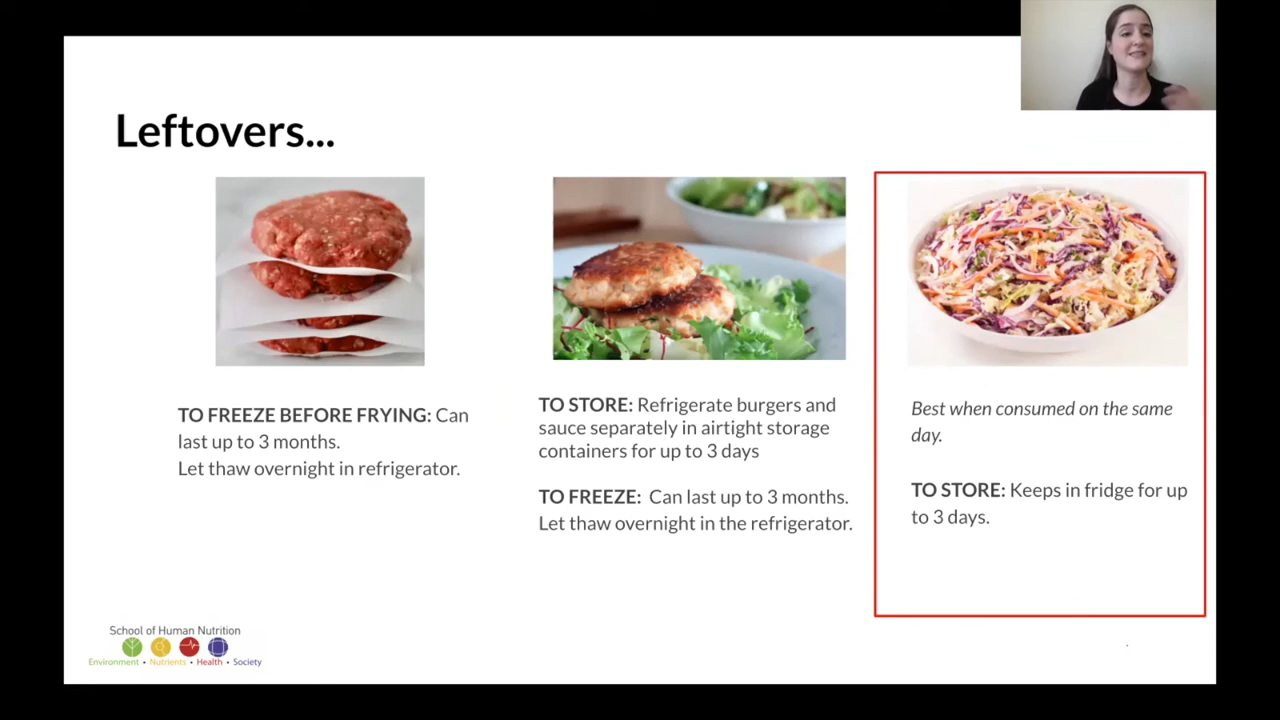 Leftovers...
TO FREEZE BEFORE FRYING: Can
last up to 3 months.
Let thaw overnight in refrigerator.
TO STORE: Refrigerate burgers and
sauce separately in airtight storage
containers for up to 3 days
TO FREEZE: Can last up to 3 months.
Let thaw overnight in the refrigerator.
Best when consumed on the same
day.
TO STORE: Keeps in fridge for up
to 3 days.
School of Human Nutrition
Environment • Nutrients • Health • Society